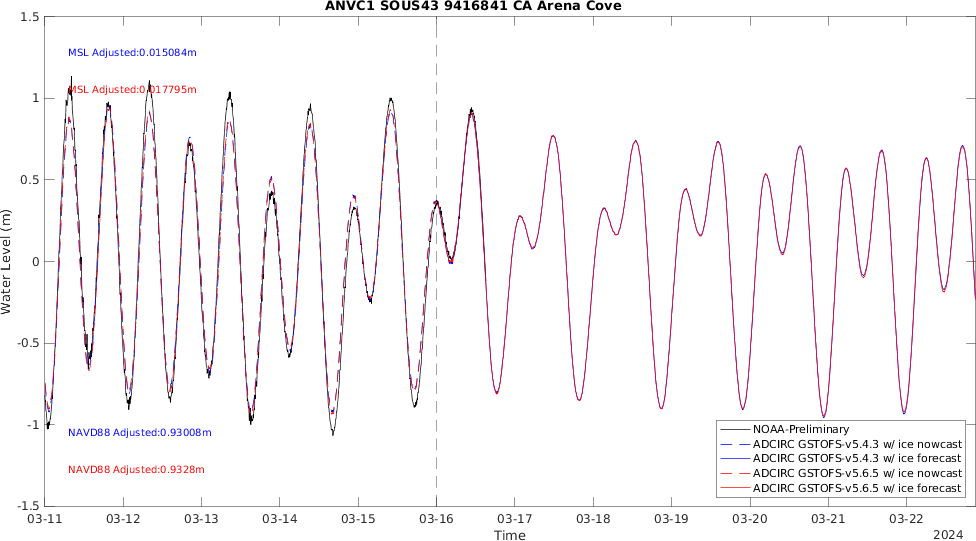 ANVC1 SOUS43 9416841 CA Arena Cove
1.5
MSL Adjusted:0.015084m
MSL Adjusted:0.017795m
1
0.5
Water Level (m)
0
-0.5
-1
NAVD88 Adjusted:0.93008m
NAVD88 Adjusted:0.9328m
-1.5
NOAA-Preliminary
ADCIRC GSTOFS-v5.4.3 w/ ice nowcast
ADCIRC GSTOFS-v5.4.3 w/ ice forecast
ADCIRC GSTOFS-v5.6.5 w/ ice nowcast
ADCIRC GSTOFS-v5.6.5 w/ ice forecast
03-11 03-12 03-13 03-14 03-15 03-16 03-17 03-18 03-19 03-20 03-21 03-22
Time
2024